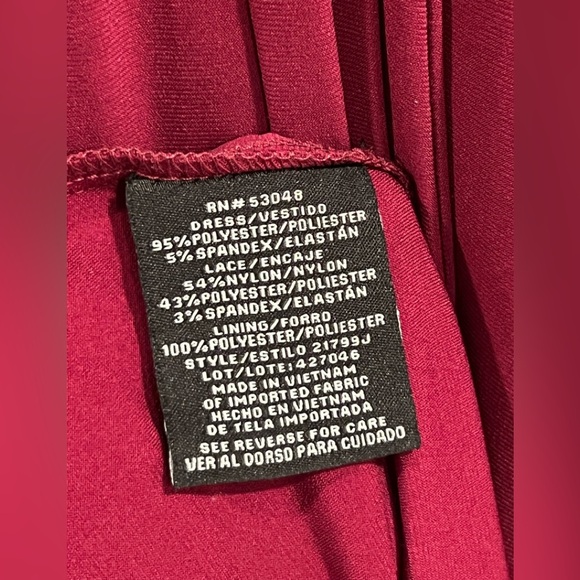 RN# 53048
DRESS/VESTIDO
95%POLYESTER/POLIESTER
5% SPANDEX/ELASTÁN
LACE/ENCAJE
54%NYLON/NYLON
43%POLYESTER/POLIESTER
3% SPANDEX/ELASTÁN
LINING/FORRO
100%POLYESTER/POLIESTER
STYLE/ESTILO 21799J
LOT/LOTE:427046
MADE IN VIETNAM
OF IMPORTED FABRIC
HECHO EN VIETNAM
DE TELA IMPORTADA
SEE REVERSE FOR CARE
VER AL DORSO PARA CUIDADO